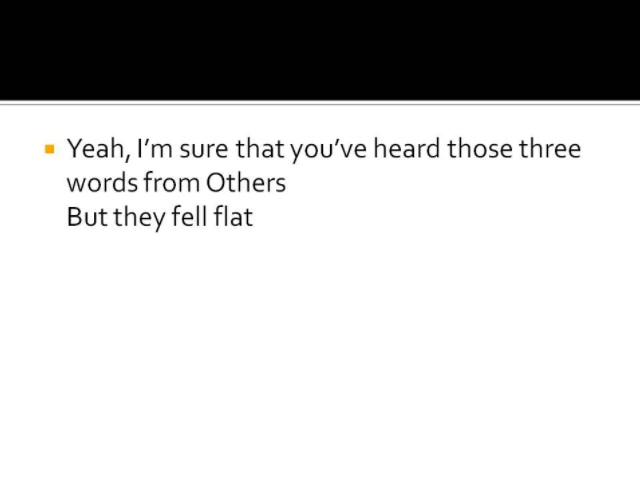 Yeah, I'm sure that you've heard those three
words from Others
But they fell flat